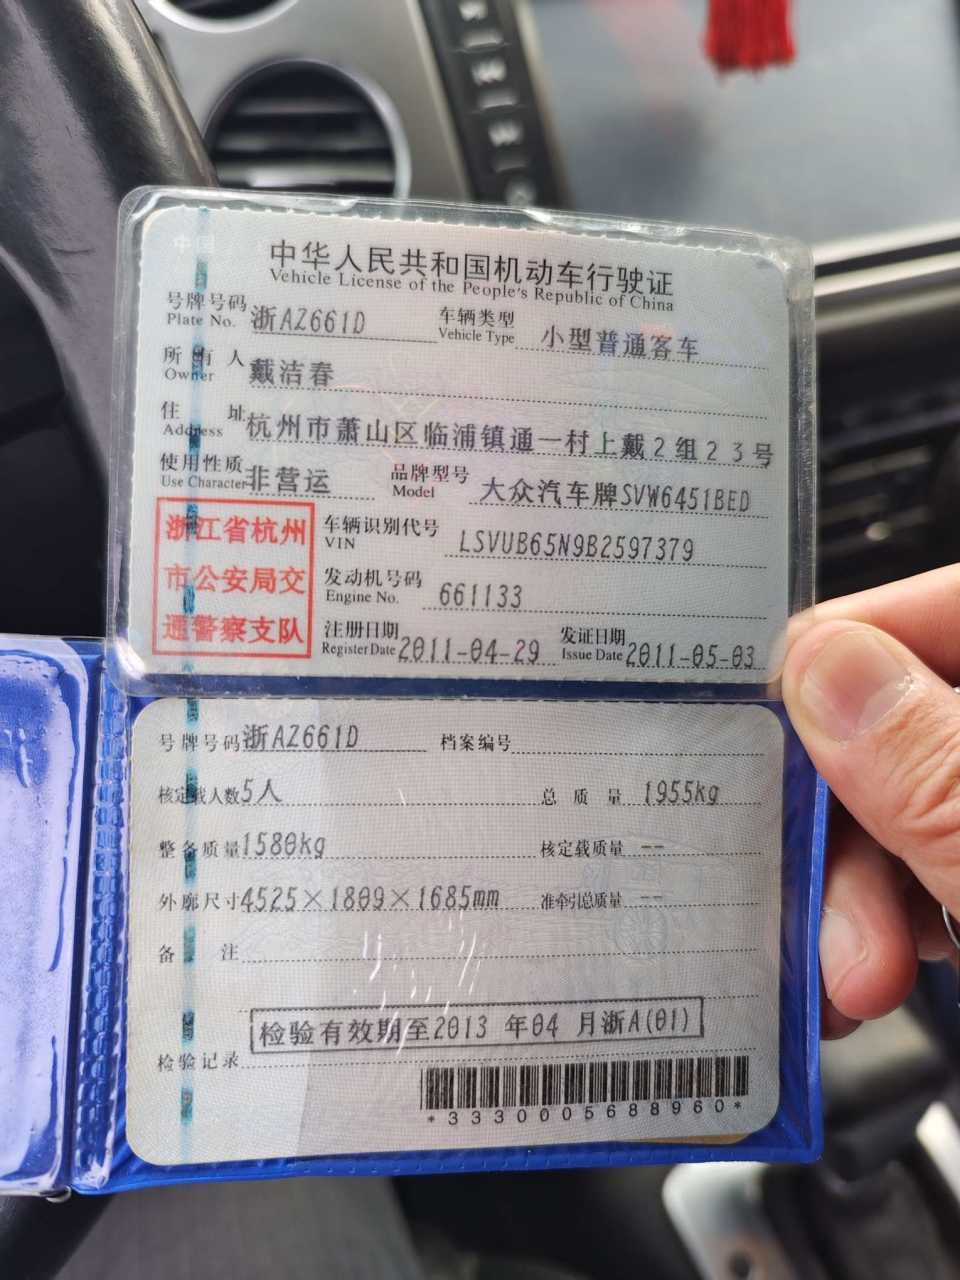 中国
中华人民共和国机动车行驶证
Vehicle License of the People's Republic of China
号牌号码 浙AZ661D 车辆类型 小型普通客车
Plate No. Vehicle Type
所有人 戴洁春
Owner
住址 杭州市萧山区临浦镇通一村上戴2组23号
Address
使用性质 非营运 品牌型号 大众汽车牌SVW6451BED
Use Character Model
浙江省杭州
市公安局交
通警察支队
车辆识别代号 LSVUB65N9B2597379
VIN
发动机号码 661133
Engine No.
注册日期 2011-04-29 发证日期 2011-05-03
Register Date Issue Date
号牌号码 浙AZ661D 档案编号
核定载人数 5人 总质量 1955kg
整备质量 1580kg 核定载质量 --
外廓尺寸 4525×1809×1685mm 准牵引总质量 --
备注
检验有效期至2013 年04 月浙A(01)
检验记录
*3330005688960*